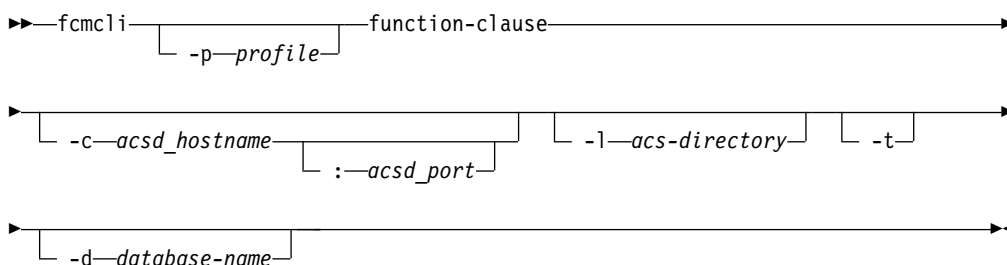 fcmcli -p profile function-clause
-c acsd_hostname : acsd_port -l acs-directory -t
-d database-name